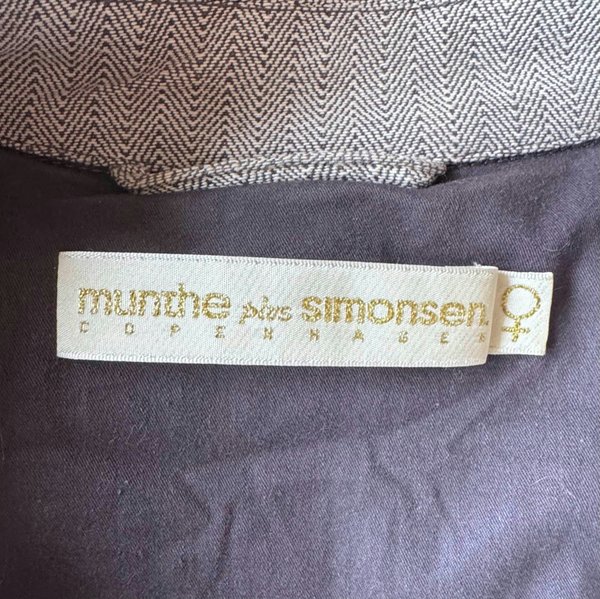 munthe plus simonsen
COPENHAGEN
♀